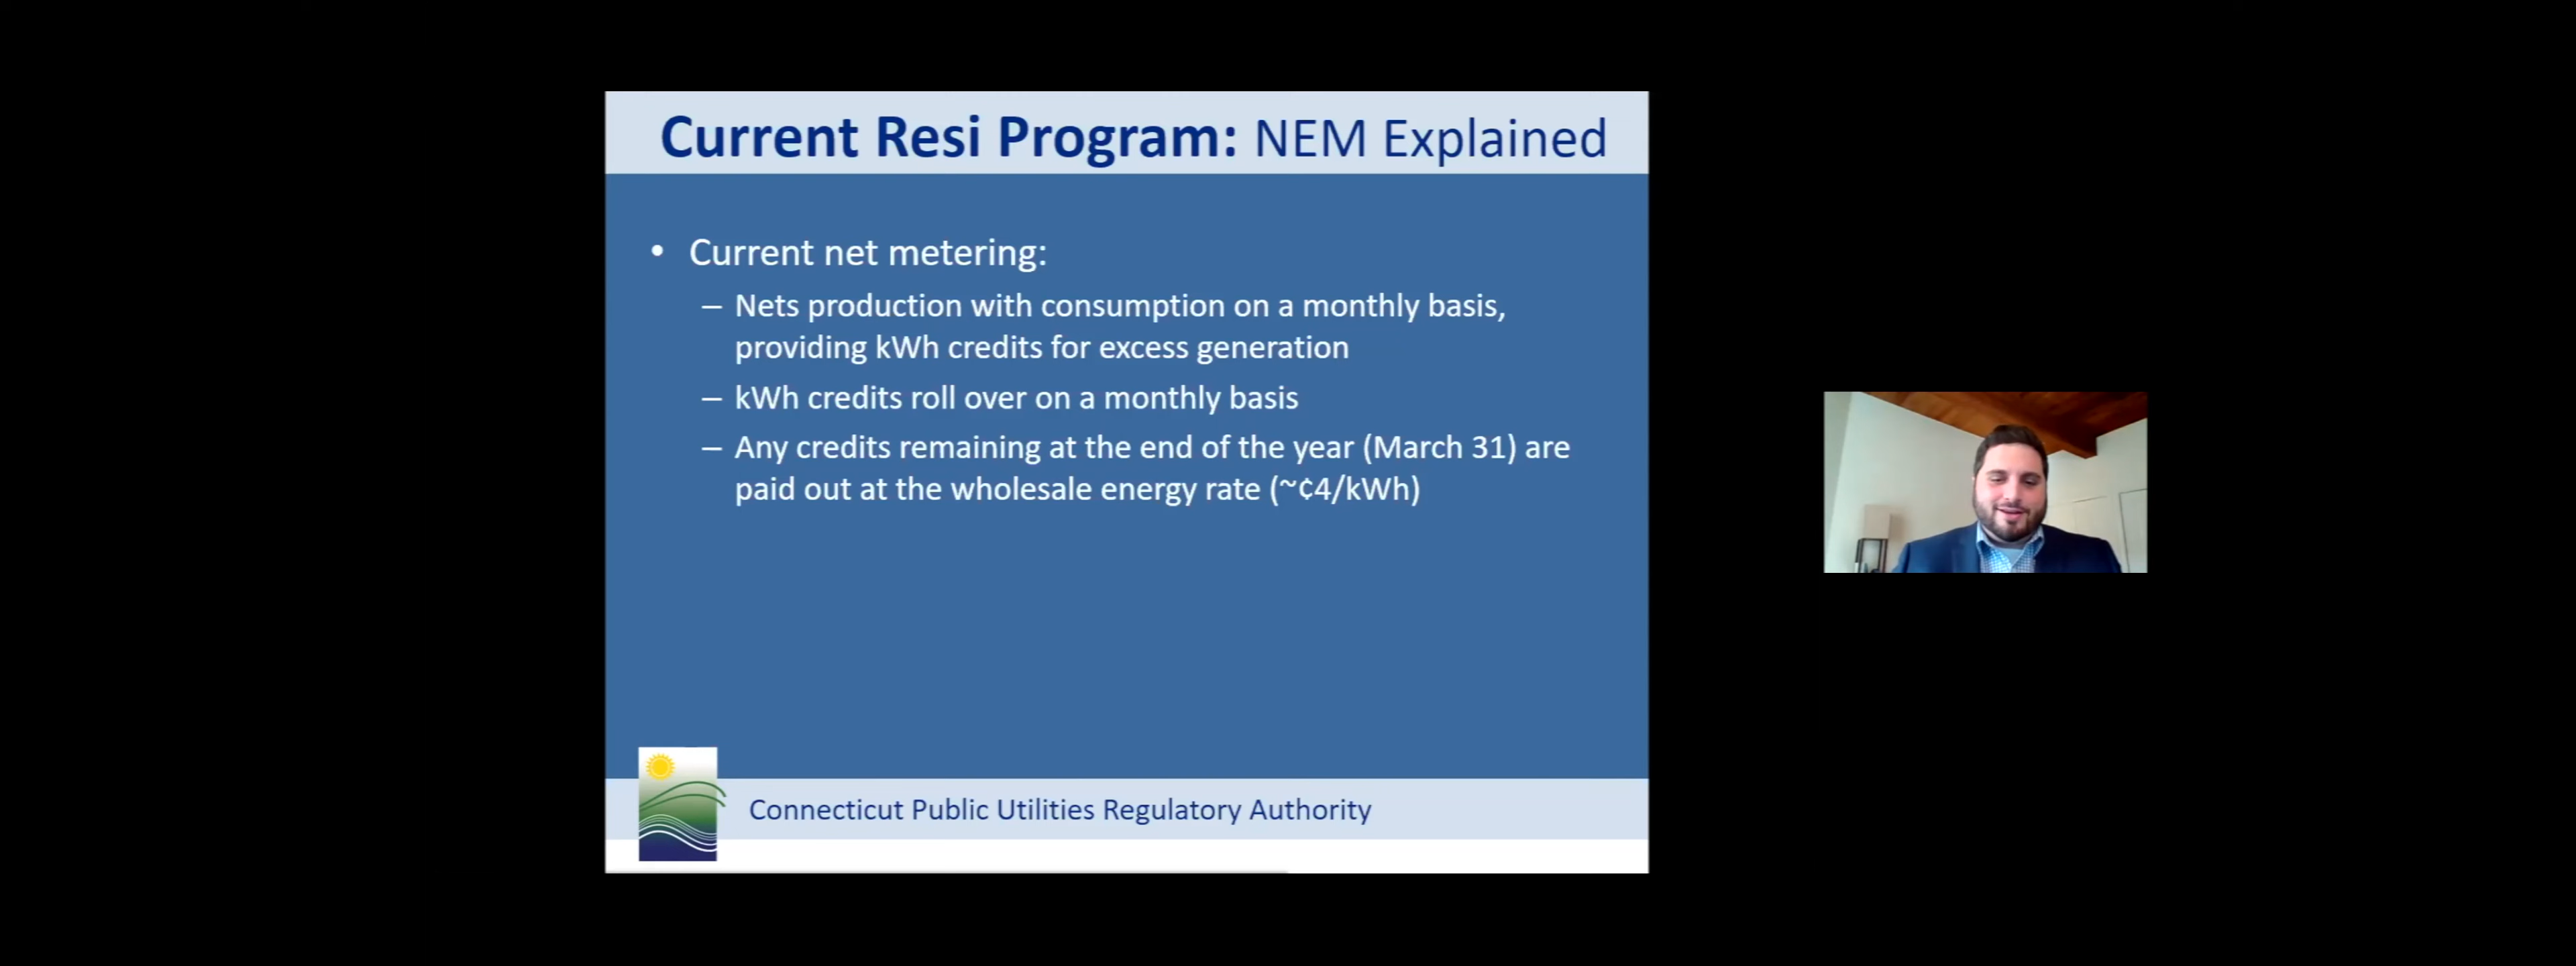 Current Resi Program: NEM Explained
• Current net metering:
– Nets production with consumption on a monthly basis,
providing kWh credits for excess generation
– kWh credits roll over on a monthly basis
– Any credits remaining at the end of the year (March 31) are
paid out at the wholesale energy rate (~¢4/kWh)
Connecticut Public Utilities Regulatory Authority